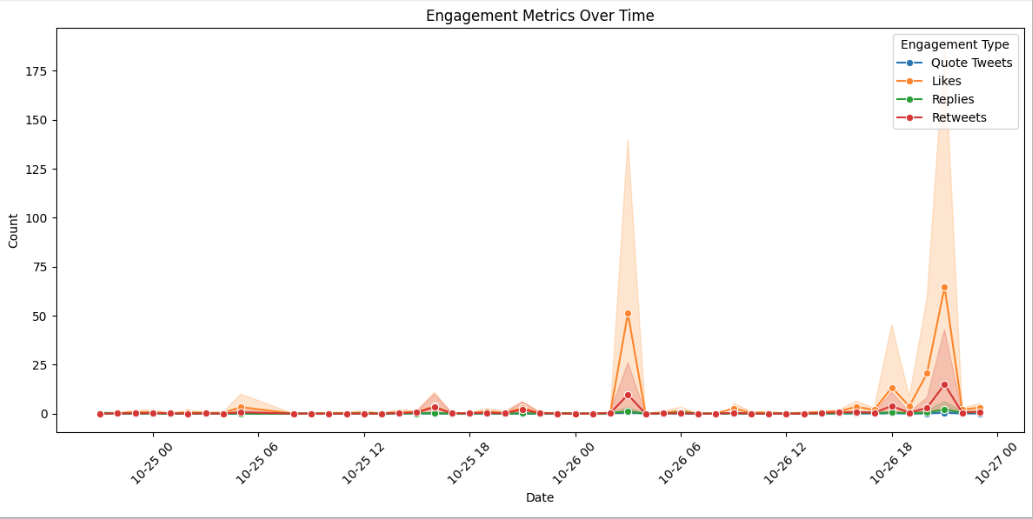 Engagement Metrics Over Time
Engagement Type
Quote Tweets
Likes
Replies
Retweets
Count
175
150
125
100
75
50
25
0
10-25 00
10-25 06
10-25 12
10-25 18
10-26 00
10-26 06
10-26 12
10-26 18
10-27 00
Date